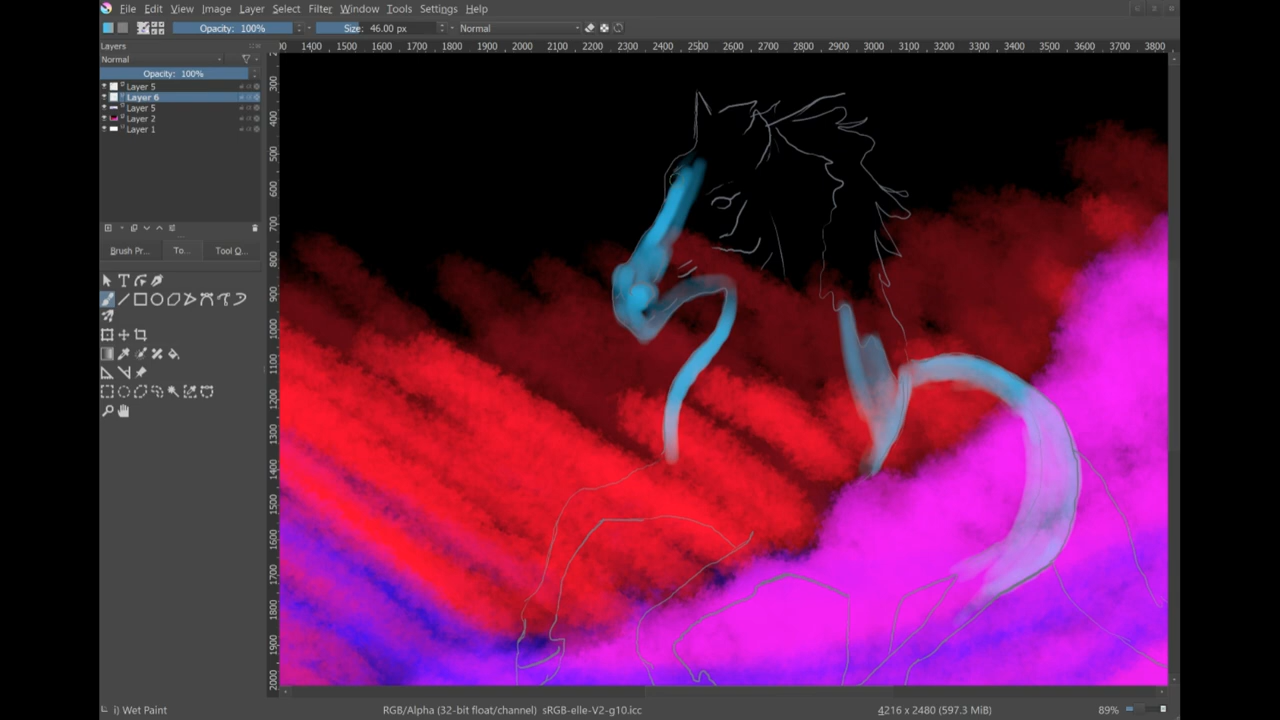 File Edit View Image Layer Select Filter Window Tools Settings Help
Opacity: 100% Size: 46.00 px Normal
Layers
Normal
Opacity: 100%
Layer 5
Layer 6
Layer 5
Layer 2
Layer 1
Brush Pr... To... Tool O...
00 1400 1500 1600 1700 1800 1900 2000 2100 2200 2300 2400 2500 2600 2700 2800 2900 3000 3100 3200 3300 3400 3500 3600 3700 3800
2
300
400
500
600
700
800
900
1000
1100
1200
1300
1400
1500
1600
1700
1800
1900
2000
i) Wet Paint RGB/Alpha (32-bit float/channel) sRGB-elle-V2-g10.icc 4216 x 2480 (597.3 MiB) 89%